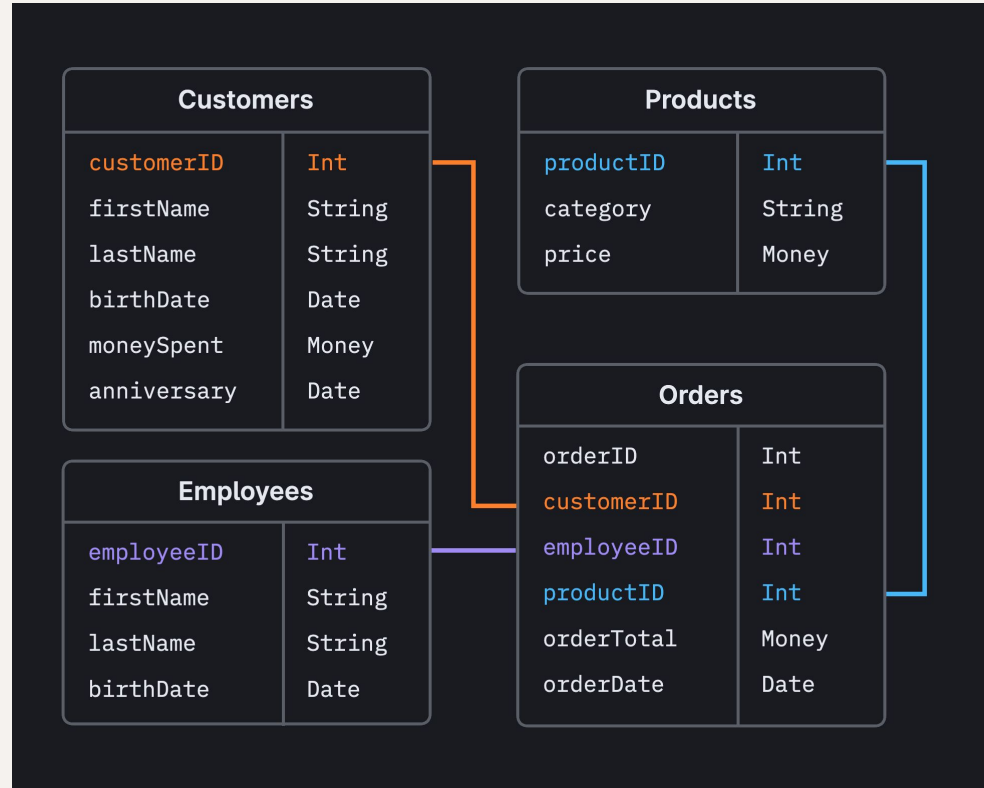 Customers
customerID Int
firstName String
lastName String
birthDate Date
moneySpent Money
anniversary Date
Products
productID Int
category String
price Money
Employees
employeeID Int
firstName String
lastName String
birthDate Date
Orders
orderID Int
customerID Int
employeeID Int
productID Int
orderTotal Money
orderDate Date